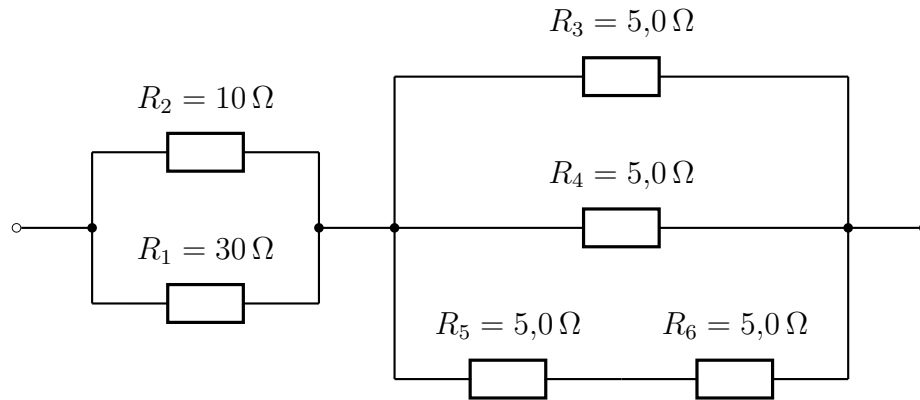 R₃ = 5,0 Ω
R₂ = 10 Ω
R₄ = 5,0 Ω
R₁ = 30 Ω
R₅ = 5,0 Ω
R₆ = 5,0 Ω